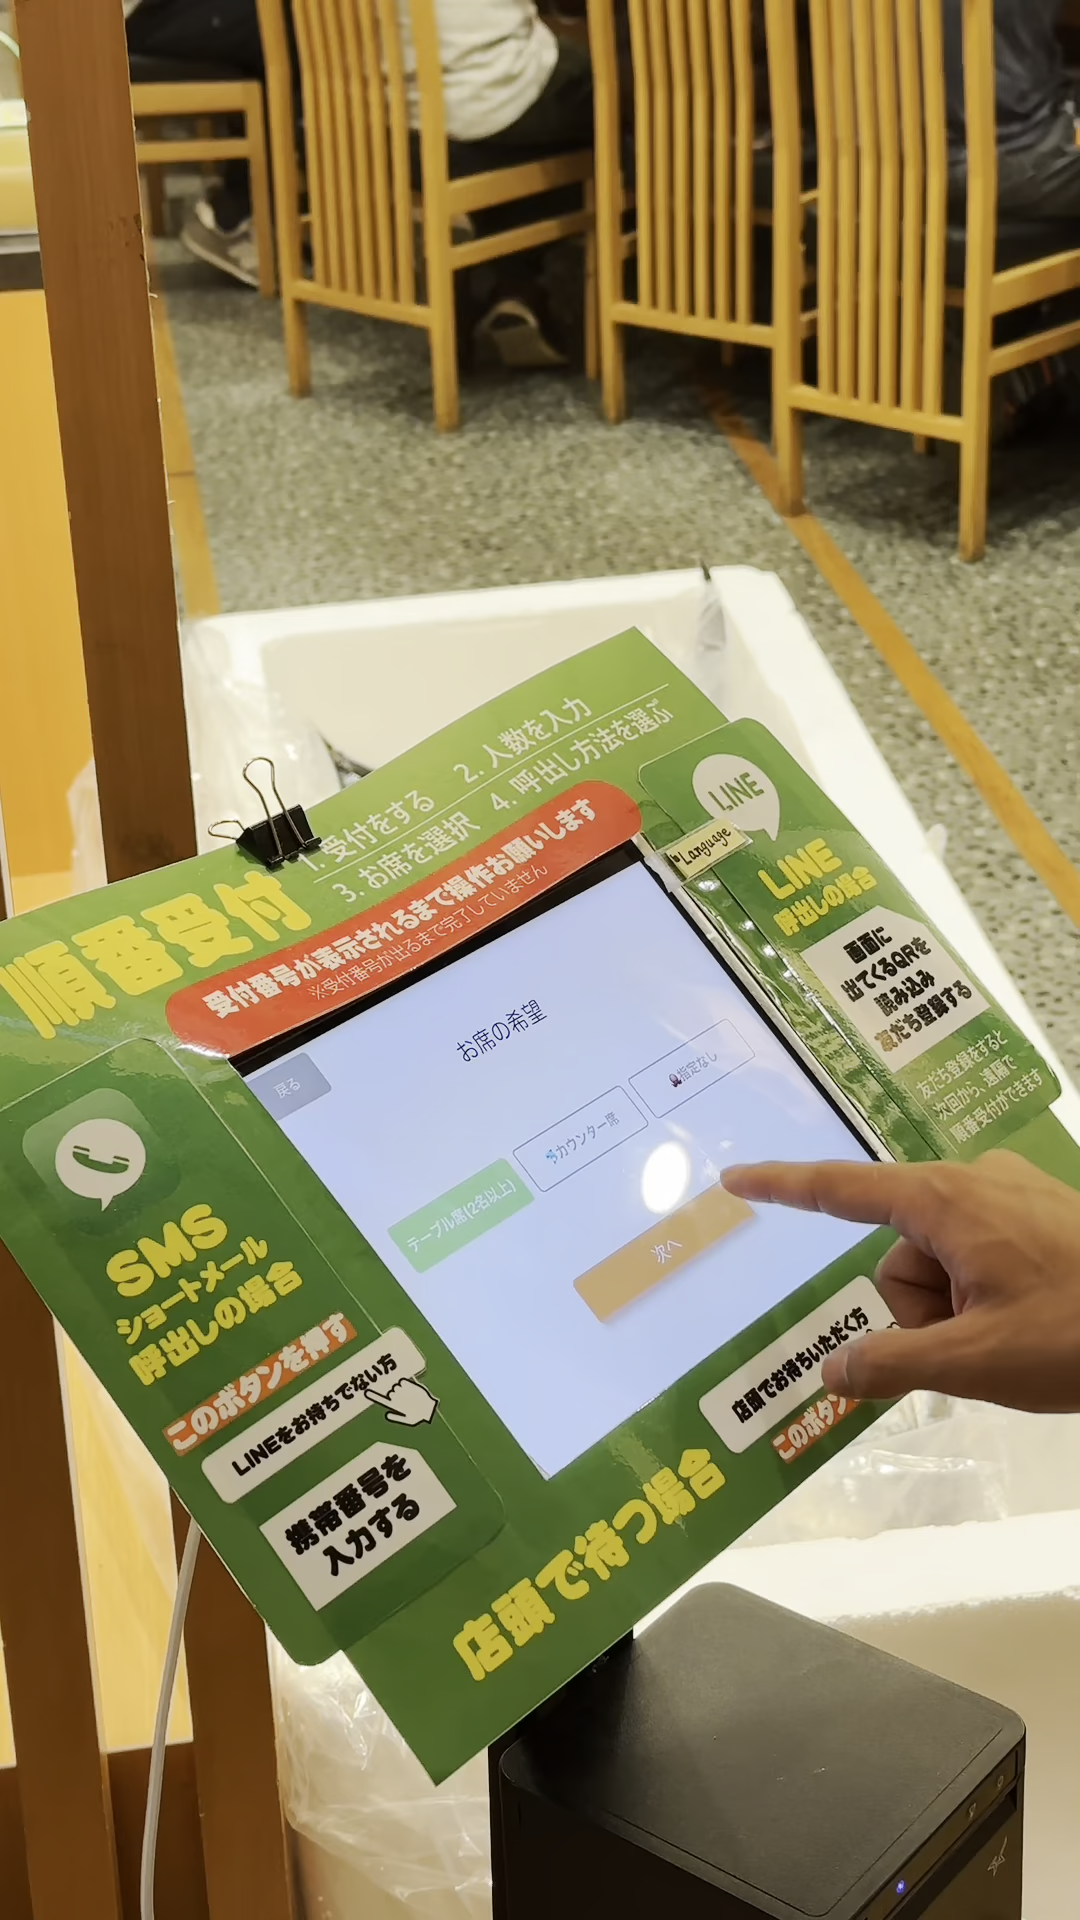 順番受付
1. 受付をする
2. 人数を入力
3. お席を選択
4. 呼出し方法を選ぶ
受付番号が表示されるまで操作お願いします
※受付番号が出るまで完了していません
Language
LINE
LINE
呼出しの場合
画面に
出てくるQRを
読み込み
友だち登録する
友だち登録をすると
次回から、遠隔で
順番受付ができます
お席の希望
戻る
テーブル席(2名以上)
カウンター席
指定なし
次へ
SMS
ショートメール
呼出しの場合
このボタンを押す
LINEをお持ちでない方
携帯番号を
入力する
店頭でお待ちいただく方
このボタン
店頭で待つ場合